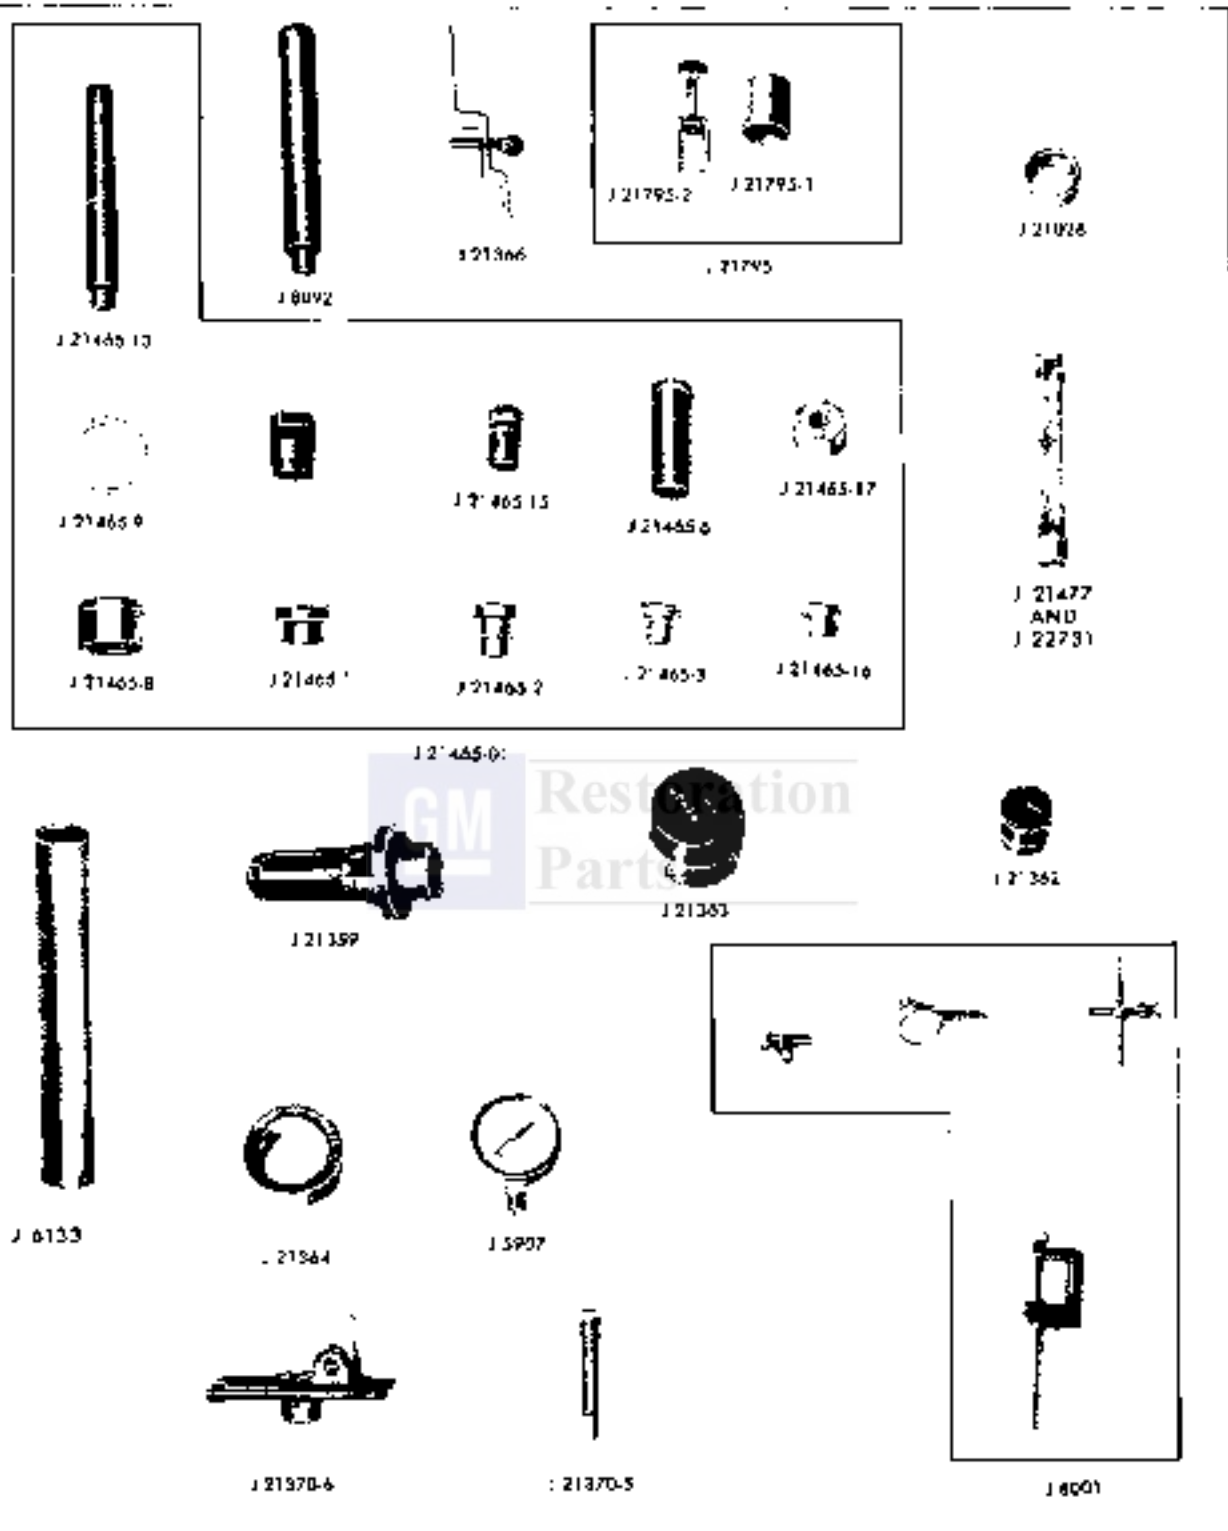 J 8092
J 21366
J 21795-2
J 21795-1
J 21795
J 21028
J 21465-13
J 21465-9
J 21465-15
J 21465-6
J 21465-17
J 21477
AND
J 22731
J 21465-8
J 21465-1
J 21465-2
J 21465-3
J 21465-16
J 21465-01
GM
Restoration
Parts
J 21359
J 21363
J 21362
J 6133
J 21364
J 5907
J 21370-6
J 21370-5
J 8001